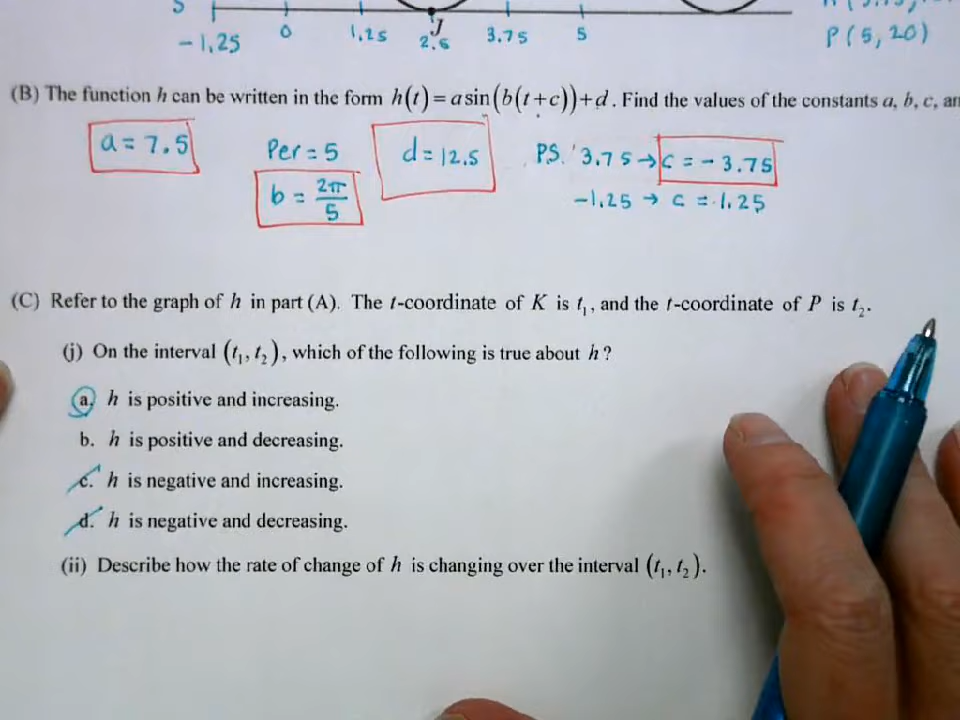 5
-1.25 0 1.25 J 2.5 3.75 5
P(5, 20)
(B) The function h can be written in the form h(t) = a sin(b(t+c))+d. Find the values of the constants a, b, c,
a = 7.5 Per = 5 d = 12.5 P.S. 3.75 → c = -3.75
b = 2π/5 -1.25 → c = 1.25
(C) Refer to the graph of h in part (A). The t-coordinate of K is t₁, and the t-coordinate of P is t₂.
(j) On the interval (t₁, t₂), which of the following is true about h?
a. h is positive and increasing.
b. h is positive and decreasing.
c. h is negative and increasing.
d. h is negative and decreasing.
(ii) Describe how the rate of change of h is changing over the interval (t₁, t₂).